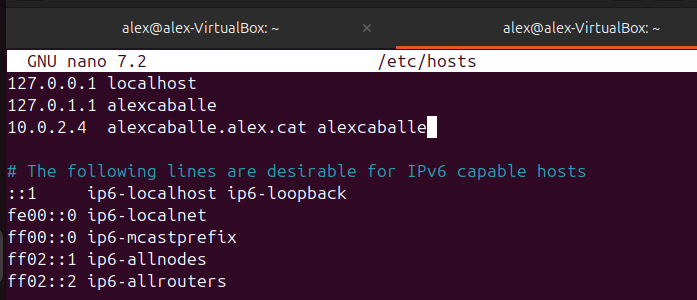 alex@alex-VirtualBox: ~ × alex@alex-VirtualBox: ~
GNU nano 7.2 /etc/hosts
127.0.0.1 localhost
127.0.1.1 alexcaballe
10.0.2.4 alexcaballe.alex.cat alexcaballe
# The following lines are desirable for IPv6 capable hosts
::1 ip6-localhost ip6-loopback
fe00::0 ip6-localnet
ff00::0 ip6-mcastprefix
ff02::1 ip6-allnodes
ff02::2 ip6-allrouters